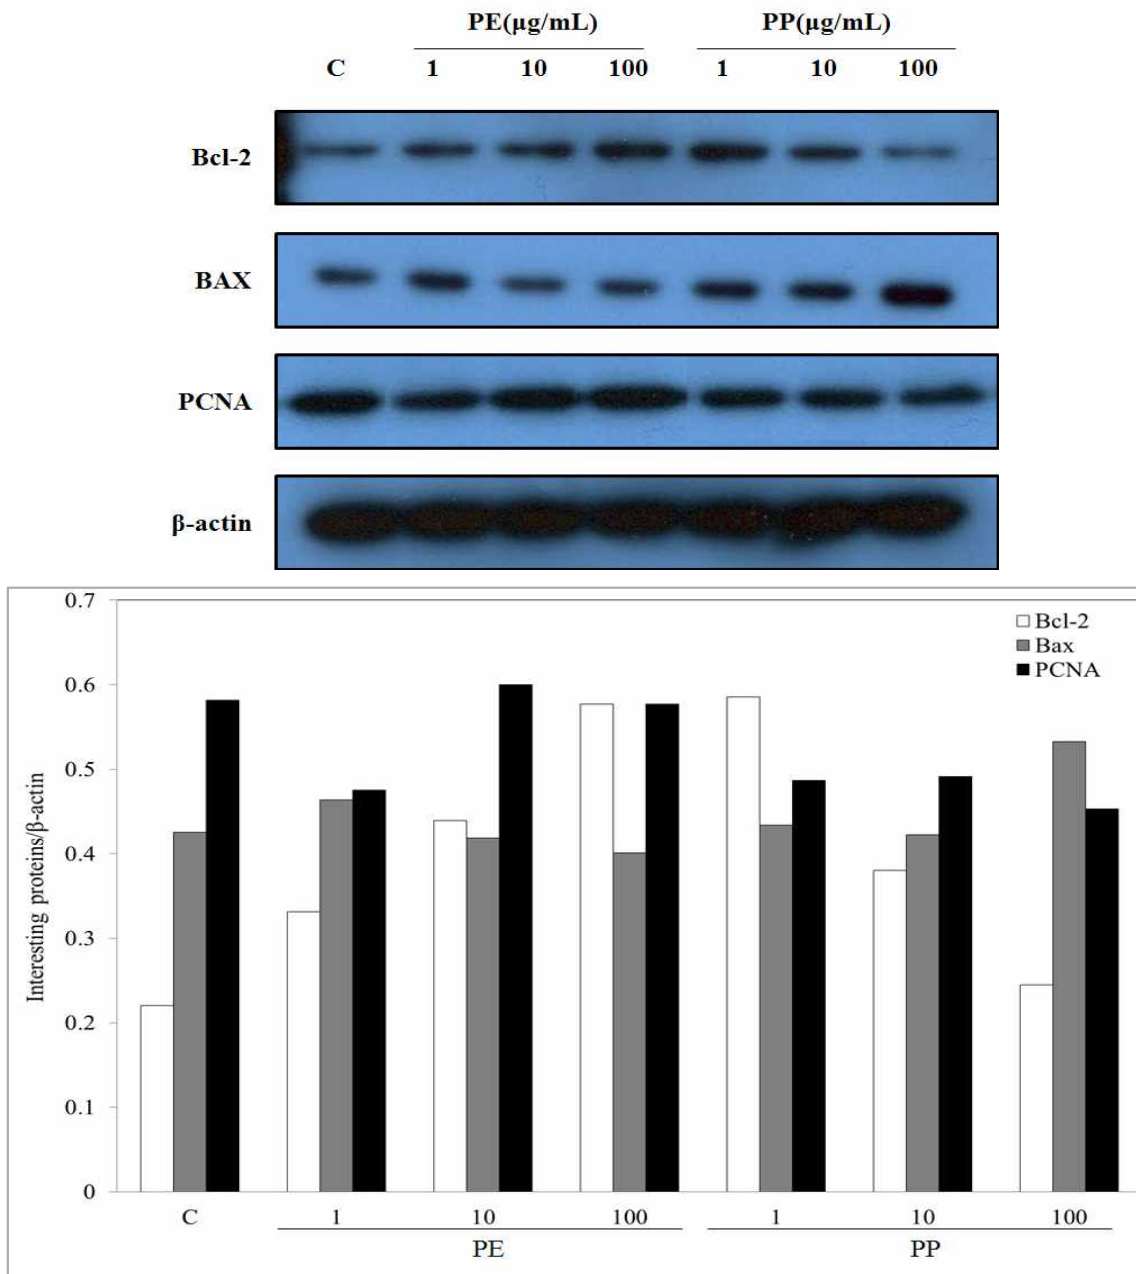 PE(μg/mL) PP(μg/mL)
C 1 10 100 1 10 100
Bcl-2
BAX
PCNA
β-actin
0.7
Bcl-2
Bax
PCNA
0.6
0.5
0.4
0.3
0.2
0.1
0
Interesting proteins/β-actin
C 1 10 100 1 10 100
PE PP